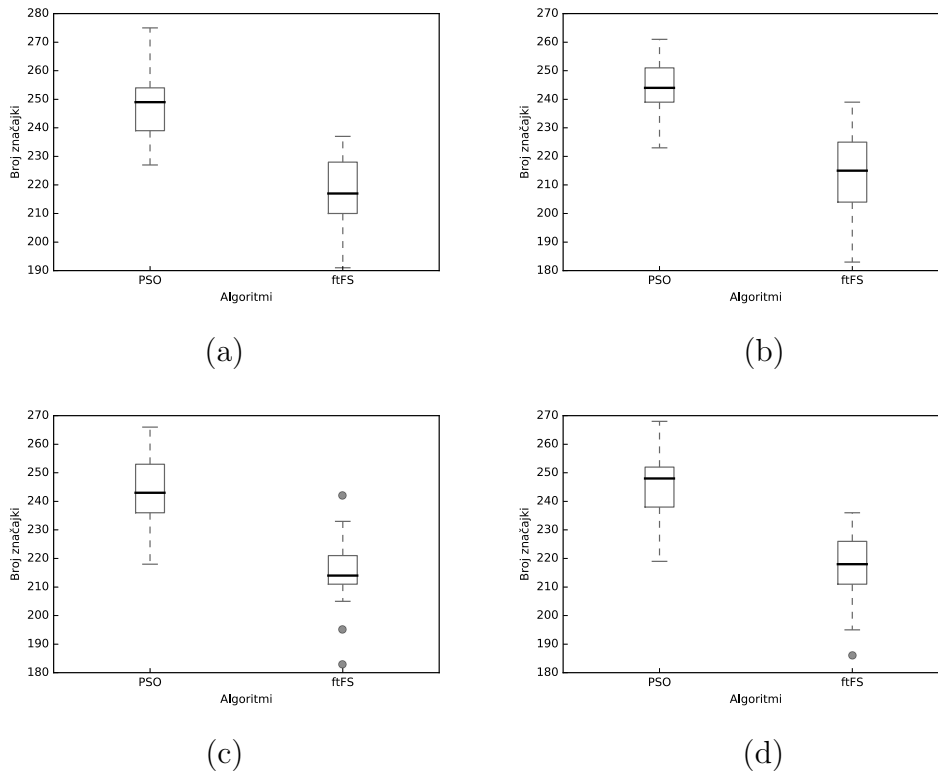 280
270
260
250
240
230
220
210
200
190
Broj značajki
PSO
ftFS
Algoritmi
(a)
270
260
250
240
230
220
210
200
190
180
Broj značajki
PSO
ftFS
Algoritmi
(b)
270
260
250
240
230
220
210
200
190
180
Broj značajki
PSO
ftFS
Algoritmi
(c)
270
260
250
240
230
220
210
200
190
180
Broj značajki
PSO
ftFS
Algoritmi
(d)